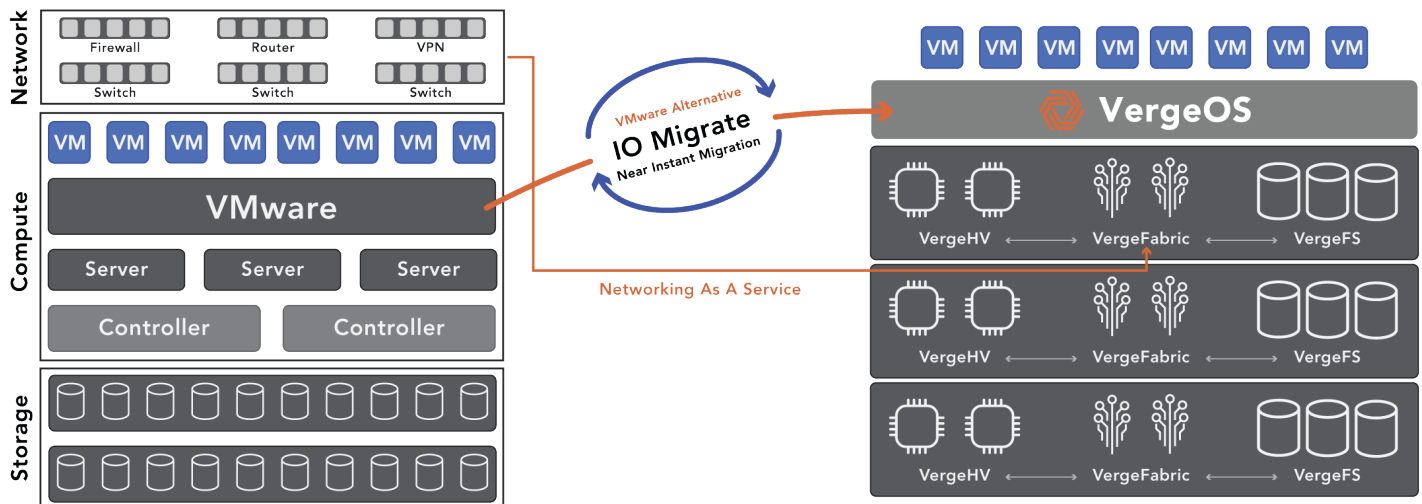 Network
Firewall
Router
VPN
Switch
Switch
Switch
Compute
VM
VM
VM
VM
VM
VM
VM
VM
VMware
Server
Server
Server
Controller
Controller
Storage
VMware Alternative
IO Migrate
Near Instant Migration
Networking As A Service
VM
VM
VM
VM
VM
VM
VM
VM
VergeOS
VergeHV
VergeFabric
VergeFS
VergeHV
VergeFabric
VergeFS
VergeHV
VergeFabric
VergeFS